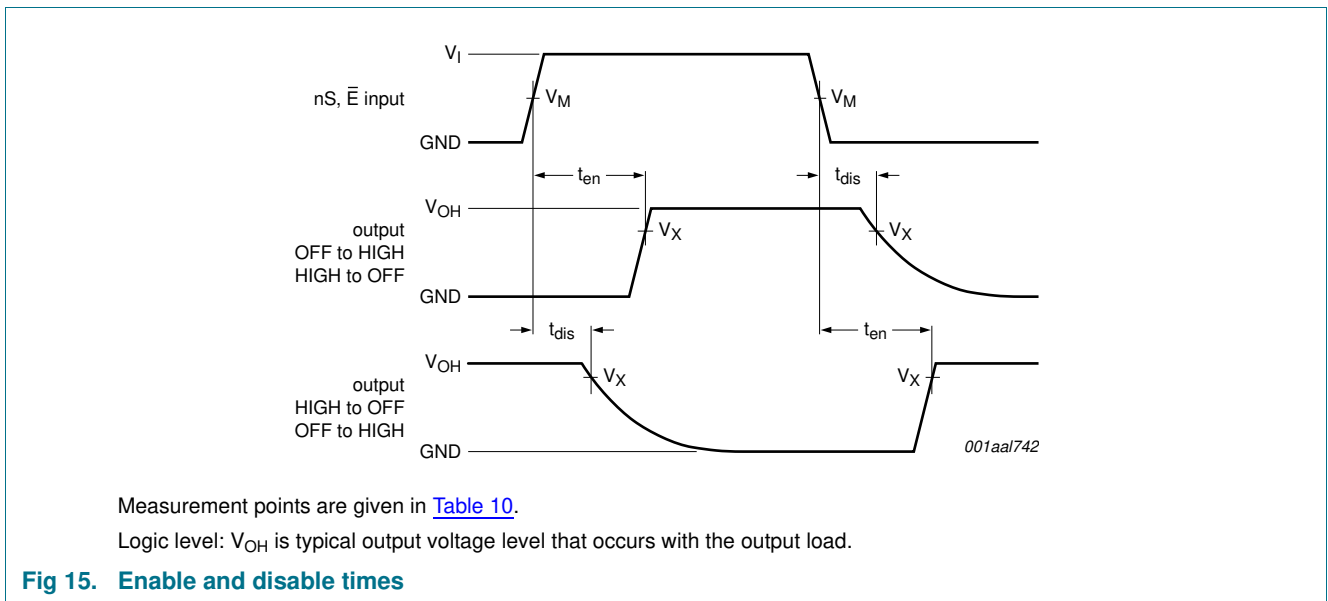 V_I
nS, E̅ input
V_M V_M
GND
t_en t_dis
V_OH
output
OFF to HIGH
HIGH to OFF
V_X V_X
GND
t_dis t_en
V_OH
output
HIGH to OFF
OFF to HIGH
V_X V_X
GND
001aal742
Measurement points are given in Table 10.
Logic level: V_OH is typical output voltage level that occurs with the output load.
Fig 15. Enable and disable times